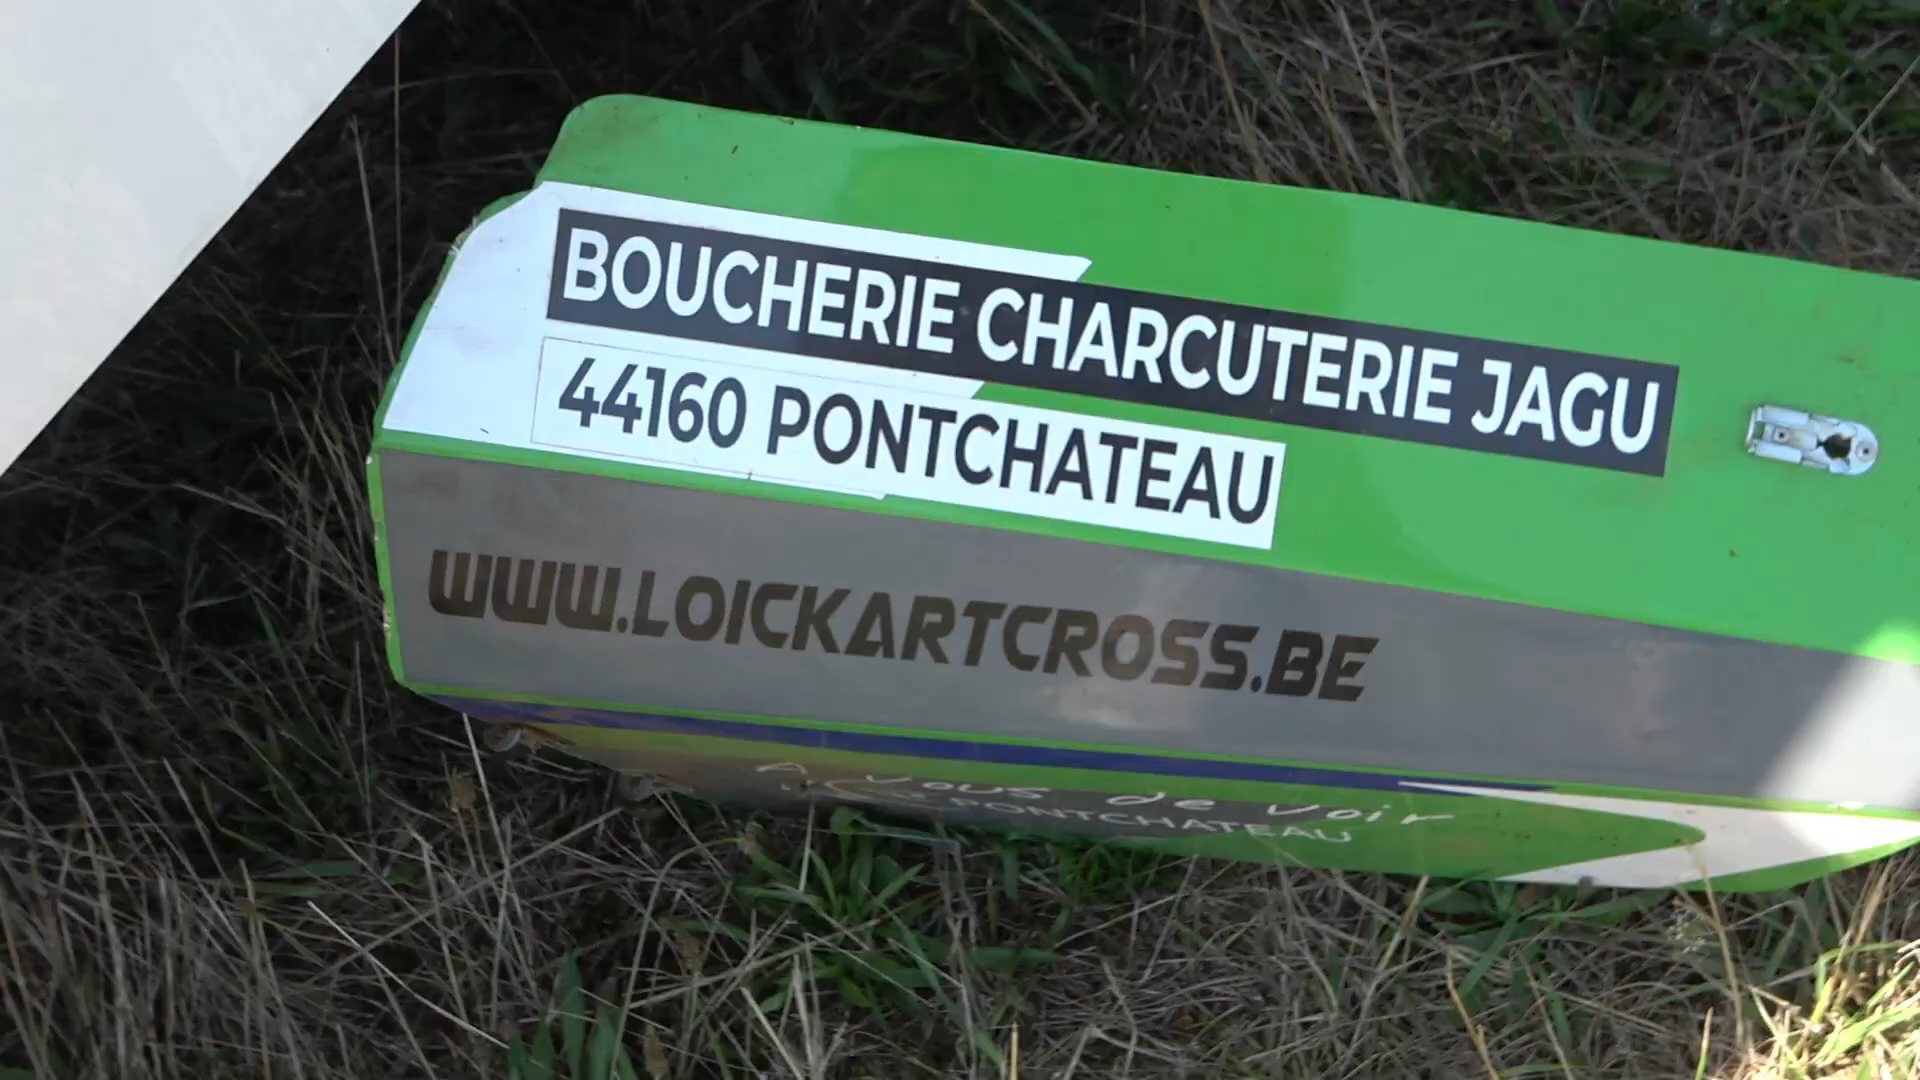 BOUCHERIE CHARCUTERIE JAGU
44160 PONTCHATEAU
WWW.LOICKARTCROSS.BE
A vous de voir
PONTCHATEAU